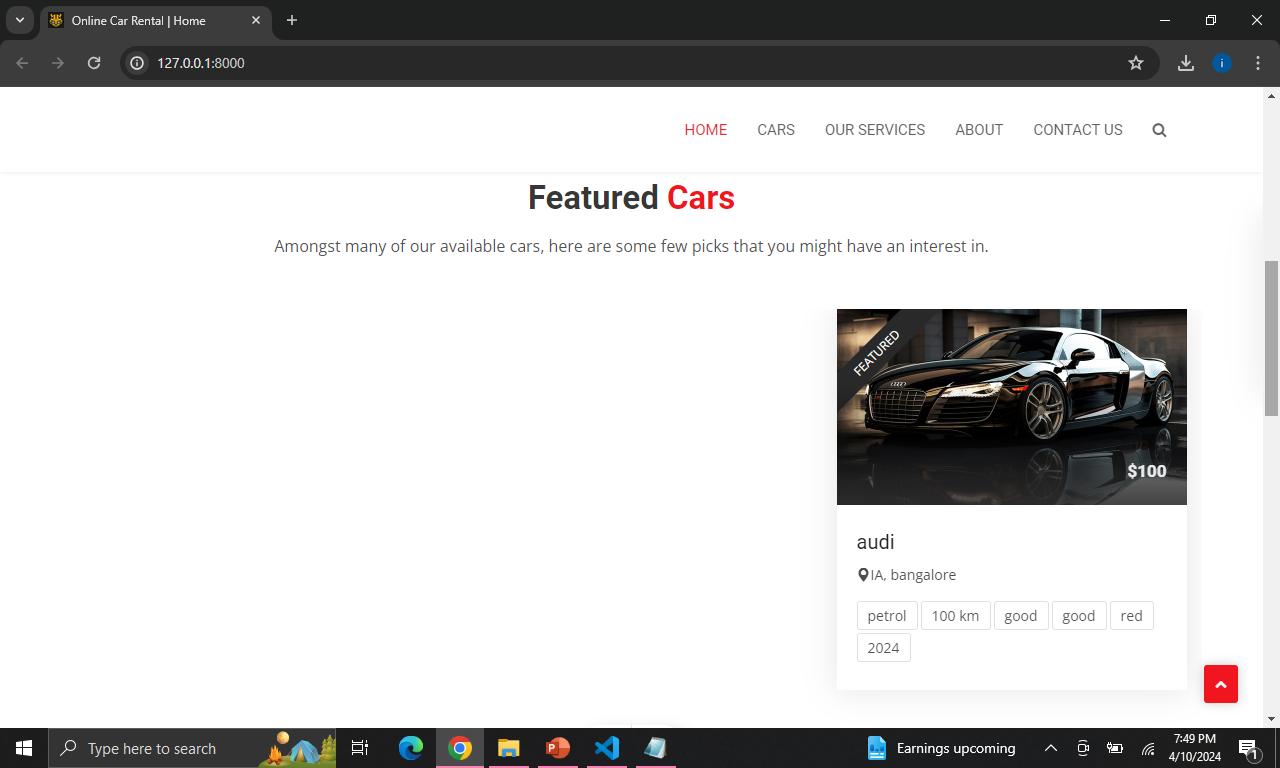 Online Car Rental | Home
127.0.0.1:8000
HOME CARS OUR SERVICES ABOUT CONTACT US
Featured Cars
Amongst many of our available cars, here are some few picks that you might have an interest in.
FEATURED
$100
audi
IA, bangalore
petrol 100 km good good red
2024
Type here to search
Earnings upcoming
7:49 PM
4/10/2024
i
1